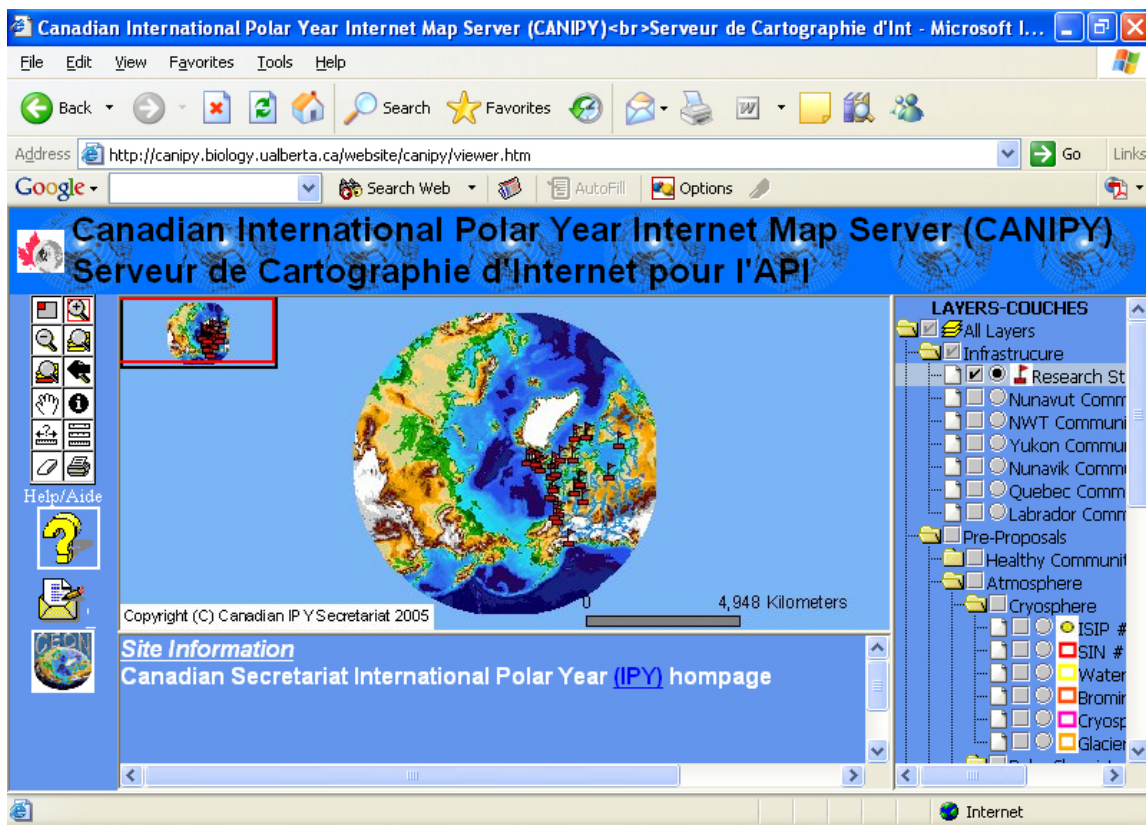 Canadian International Polar Year Internet Map Server (CANIPY)<br>Serveur de Cartographie d'Int - Microsoft I...
File Edit View Favorites Tools Help
Back Search Favorites
Address http://canipy.biology.ualberta.ca/website/canipy/viewer.htm Go Links
Google Search Web AutoFill Options
Canadian International Polar Year Internet Map Server (CANIPY)
Serveur de Cartographie d'Internet pour l'API
LAYERS-COUCHES
All Layers
Infrastrucure
Research St
Nunavut Comm
NWT Communi
Yukon Commu
Nunavik Comm
Quebec Comm
Labrador Comm
Pre-Proposals
Healthy Communit
Atmosphere
Cryosphere
ISIP #
SIN #
Water
Bromin
Cryosp
Glacier
Help/Aide
CEON
0 4,948 Kilometers
Copyright (C) Canadian IPY Secretariat 2005
Site Information
Canadian Secretariat International Polar Year (IPY) hompage
Internet